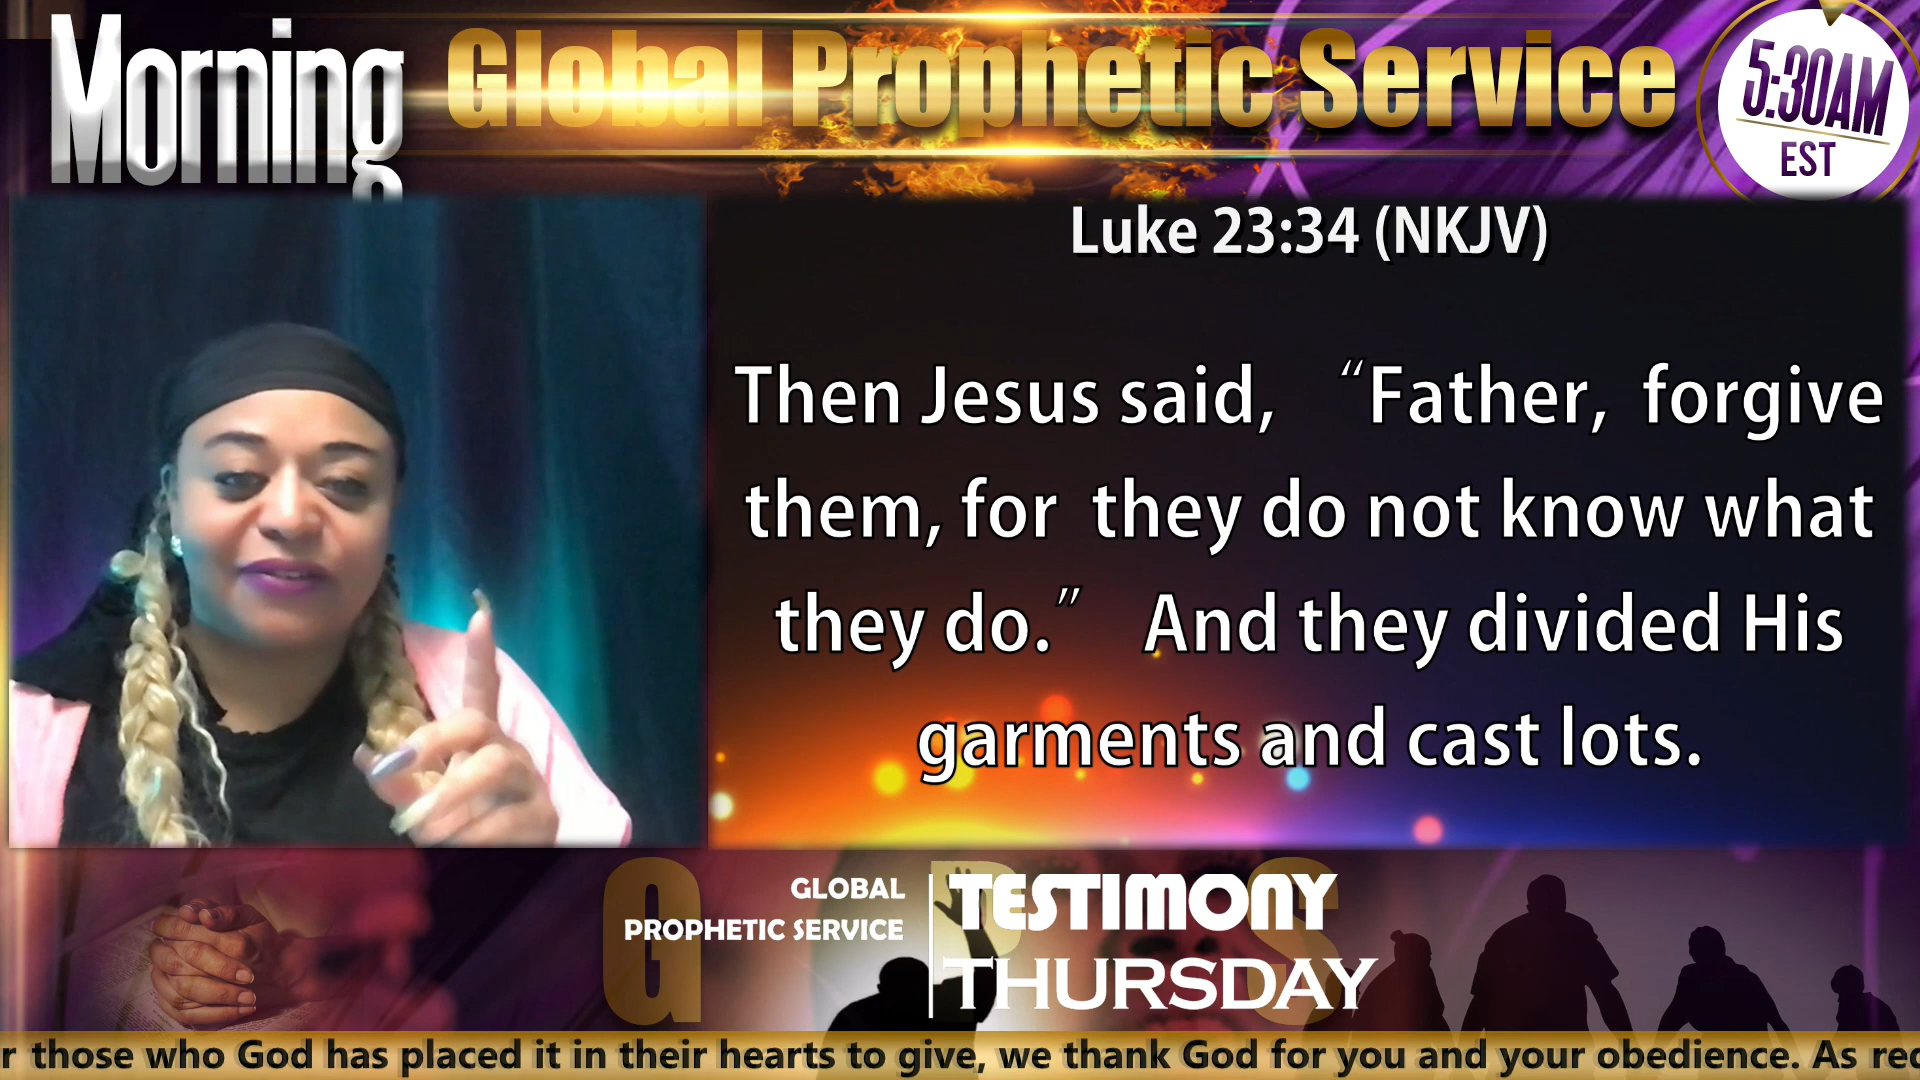 Morning
Global Prophetic Service
5:30AM
EST
Luke 23:34 (NKJV)
Then Jesus said, “Father, forgive
them, for they do not know what
they do.” And they divided His
garments and cast lots.
GPS
GLOBAL
PROPHETIC SERVICE
TESTIMONY
THURSDAY
those who God has placed it in their hearts to give, we thank God for you and your obedience. As